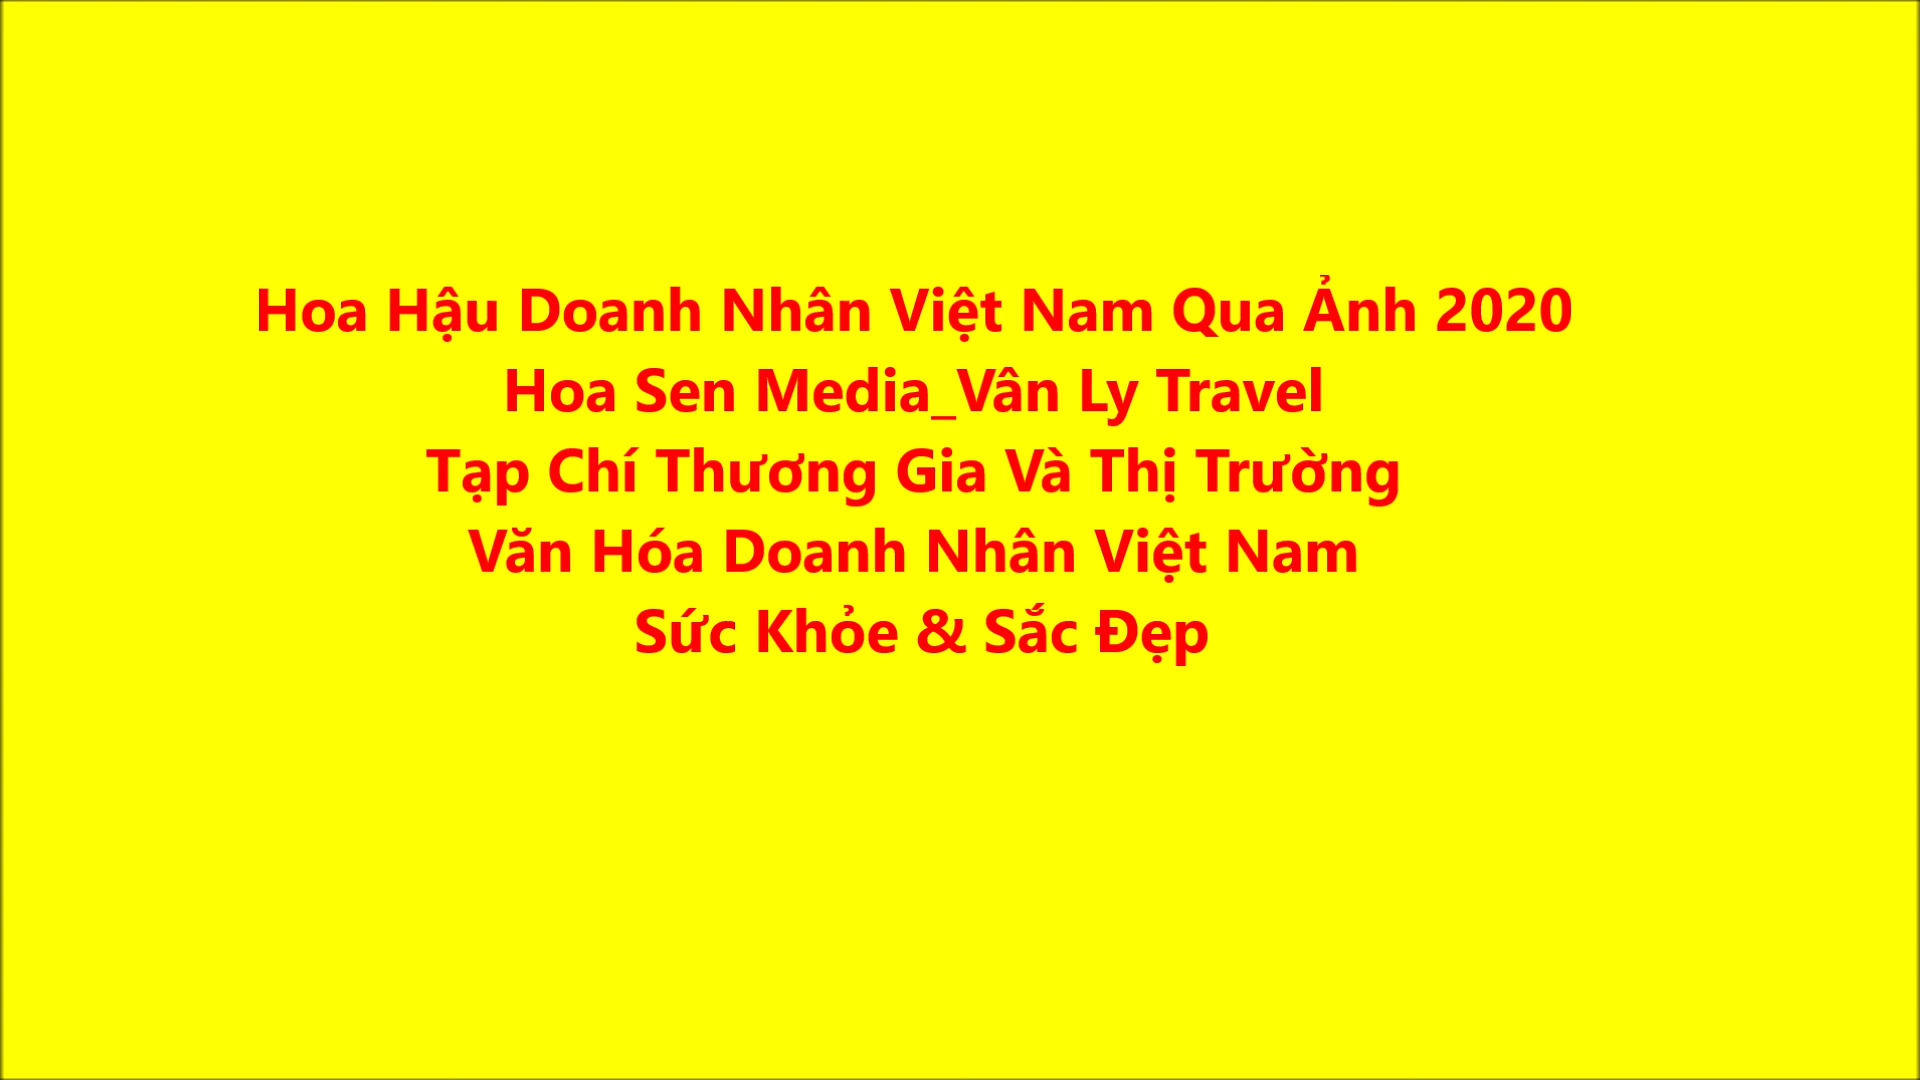 Hoa Hậu Doanh Nhân Việt Nam Qua Ảnh 2020
Hoa Sen Media_Vân Ly Travel
Tạp Chí Thương Gia Và Thị Trường
Văn Hóa Doanh Nhân Việt Nam
Sức Khỏe & Sắc Đẹp